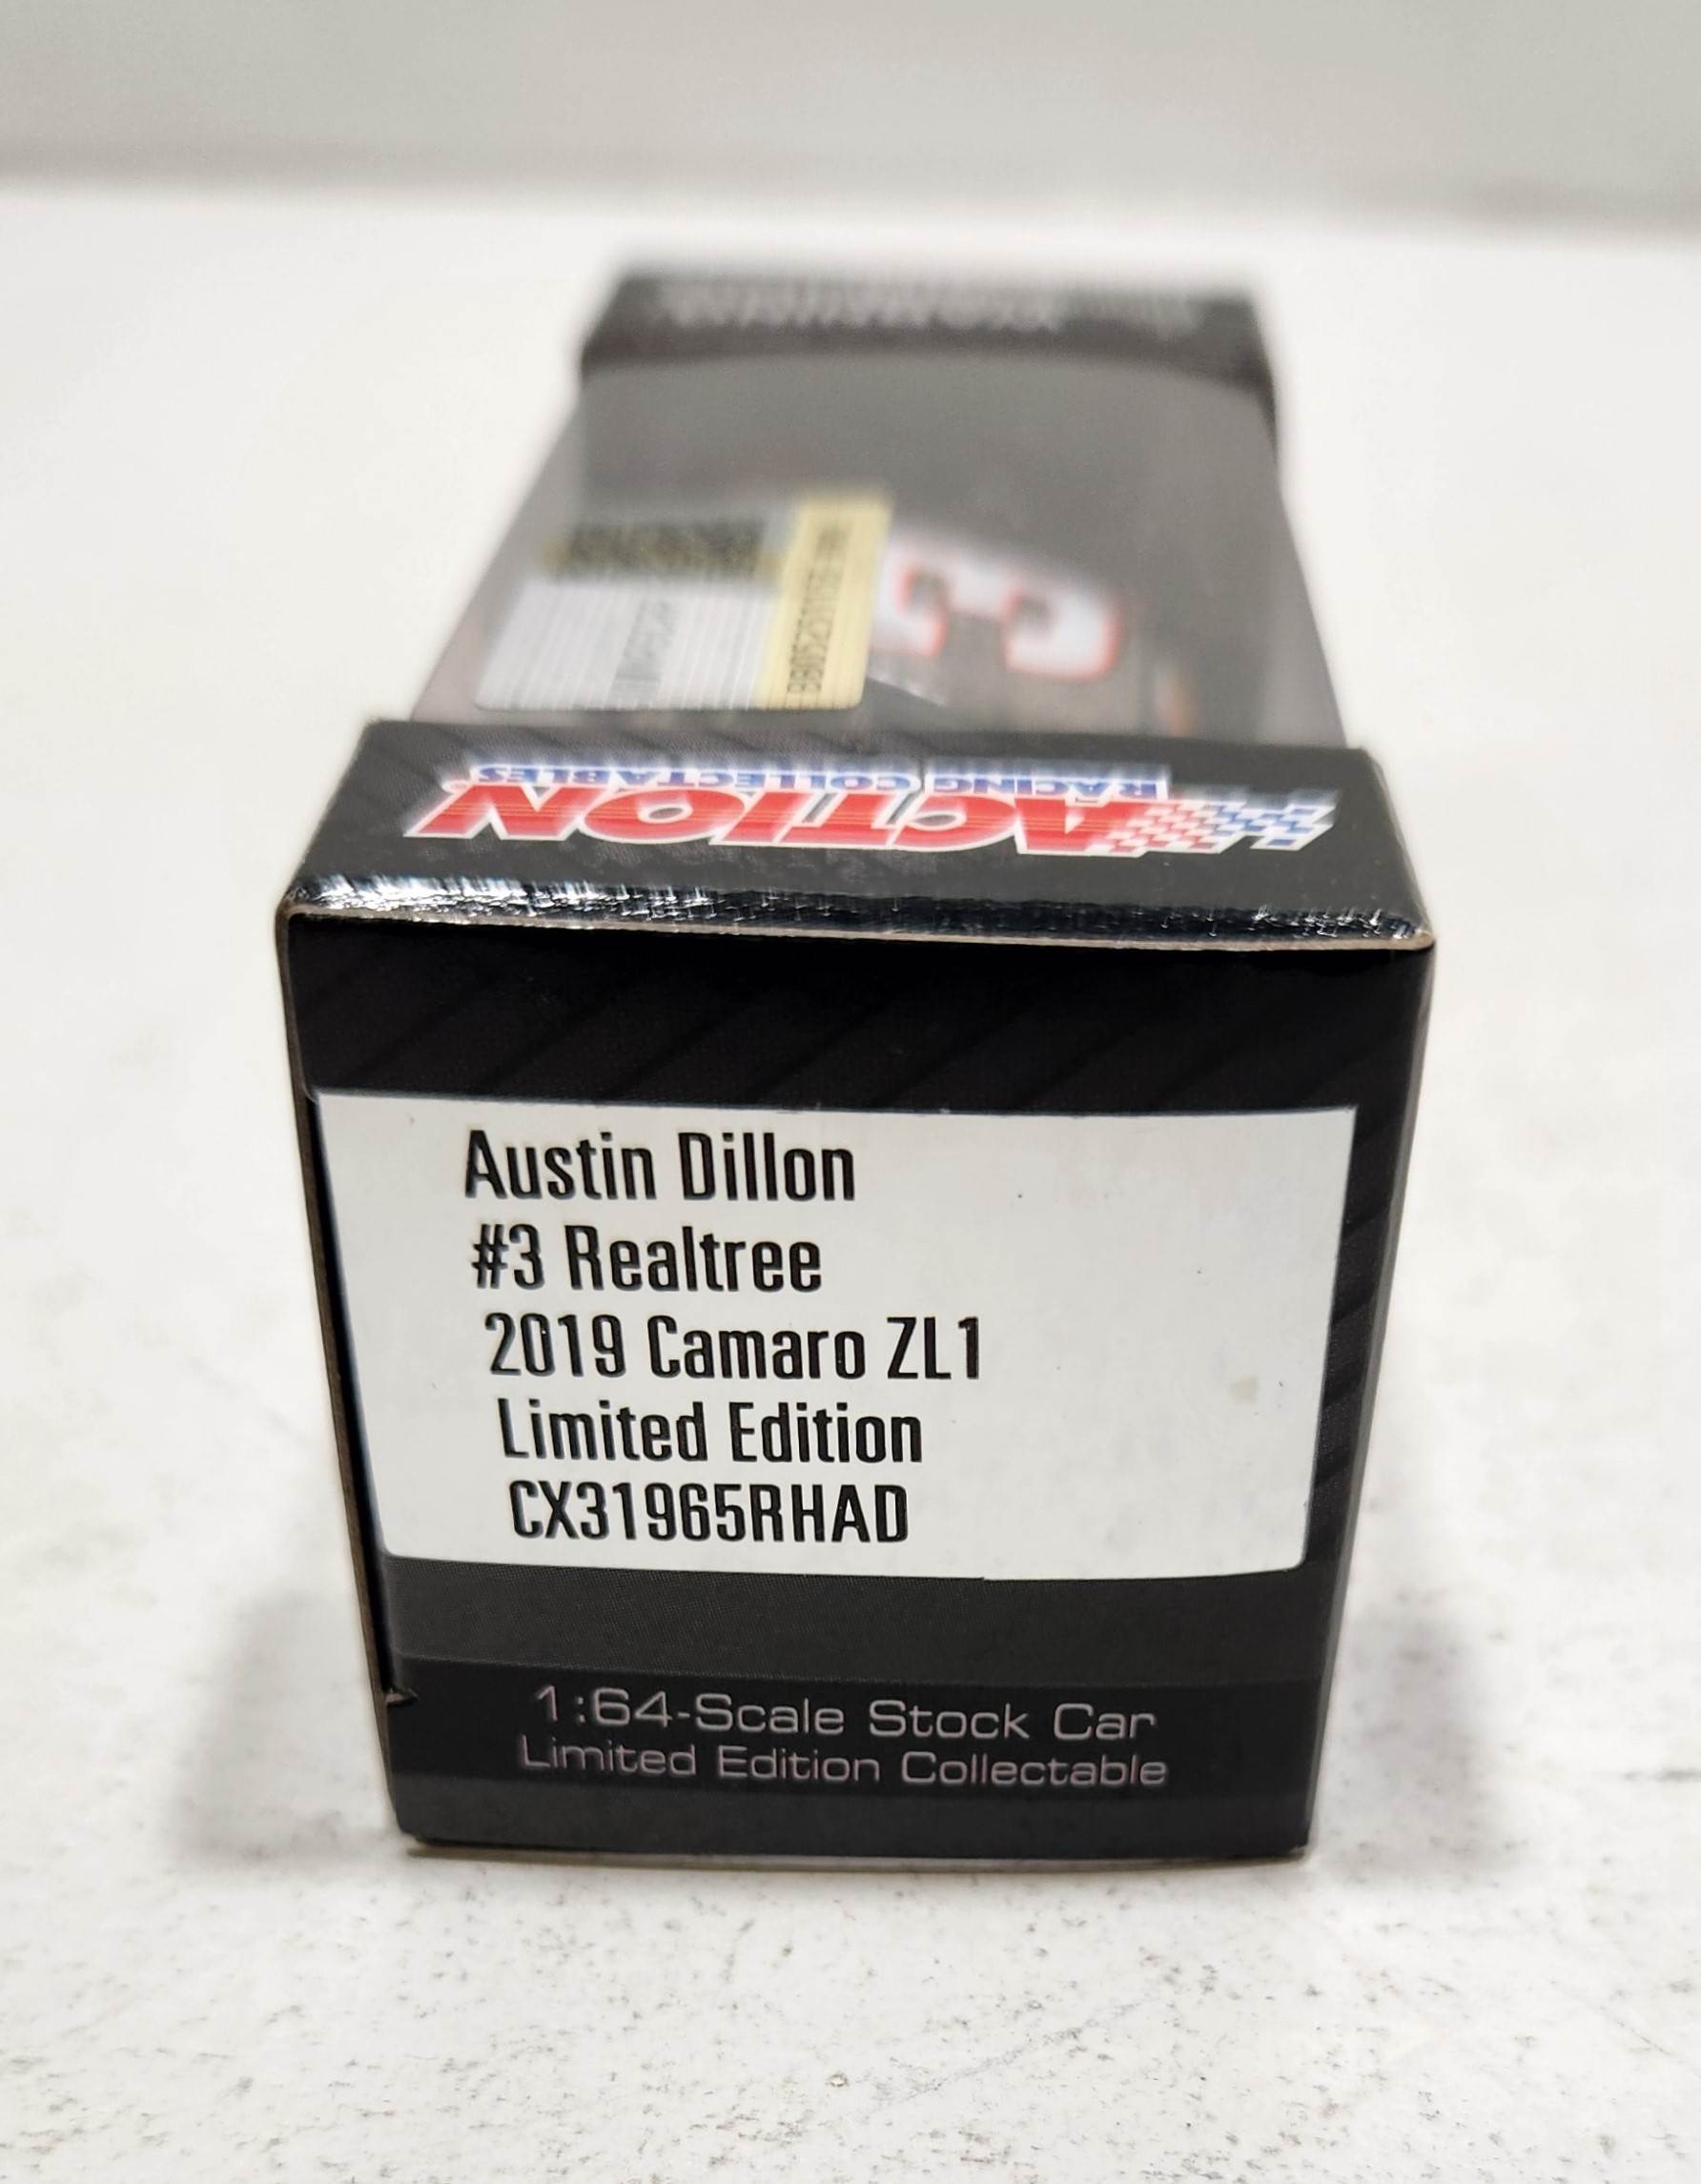 3
ACTION
RACING COLLECTABLES
Austin Dillon
#3 Realtree
2019 Camaro ZL1
Limited Edition
CX31965RHAD
1:64-Scale Stock Car
Limited Edition Collectable